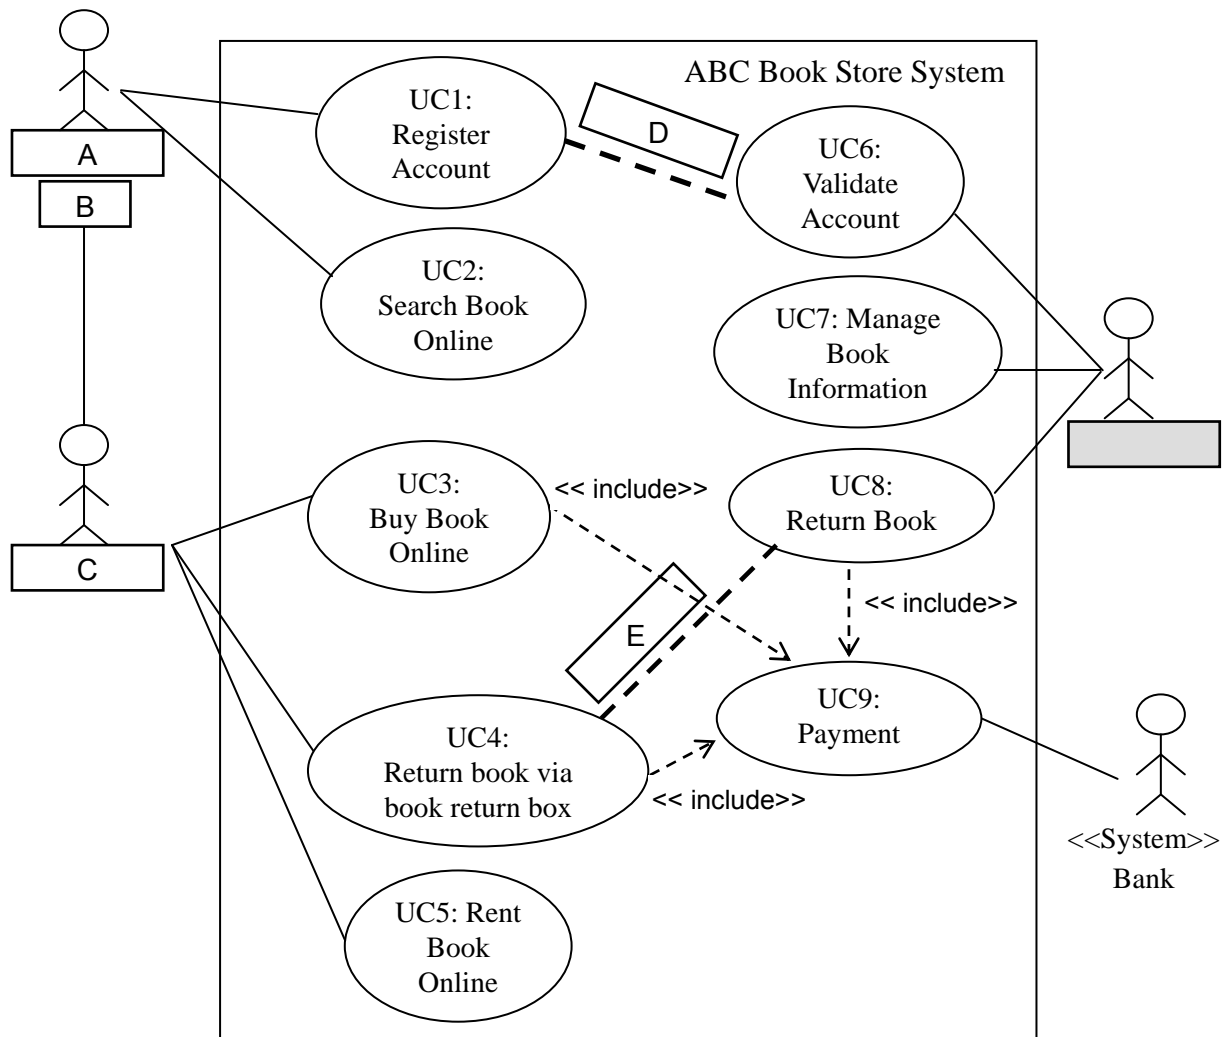 ABC Book Store System
UC1:
Register
Account
D
UC6:
Validate
Account
A
B
UC2:
Search Book
Online
UC7: Manage
Book
Information
UC3:
Buy Book
Online
<< include>>
UC8:
Return Book
C
E
<< include>>
UC9:
Payment
UC4:
Return book via
book return box
<< include>>
<<System>>
Bank
UC5: Rent
Book
Online